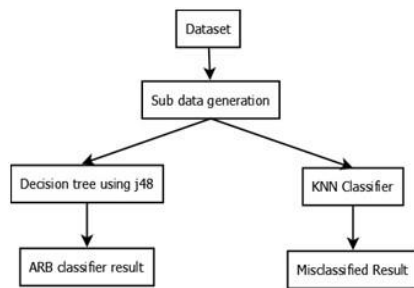 Dataset
Sub data generation
Decision tree using j48
KNN Classifier
ARB classifier result
Misclassified Result